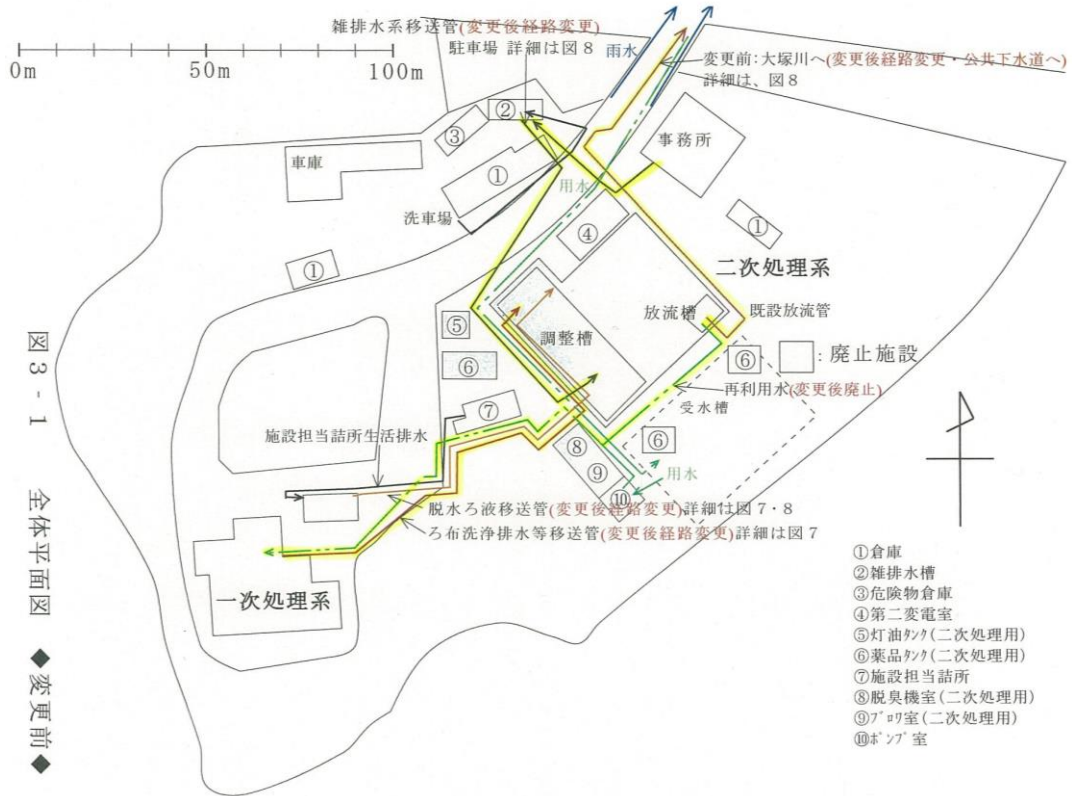 雑排水系移送管(変更後経路変更)
駐車場 詳細は図8
0m
50m
100m
雨水
変更前:大塚川へ(変更後経路変更・公共下水道へ)
詳細は、図8
②
③
事務所
車庫
①
用水
洗車場
①
④
①
二次処理系
放流槽
既設放流管
⑤
調整槽
⑥
⑥
:廃止施設
再利用水(変更後廃止)
⑦
受水槽
施設担当詰所生活排水
⑧
⑥
⑨
用水
⑩
脱水ろ液移送管(変更後経路変更)詳細は図7・8
ろ布洗浄排水等移送管(変更後経路変更)詳細は図7
一次処理系
①倉庫
②雑排水槽
③危険物倉庫
④第二変電室
⑤灯油タンク(二次処理用)
⑥薬品タンク(二次処理用)
⑦施設担当詰所
⑧脱臭機室(二次処理用)
⑨ブロワ室(二次処理用)
⑩ポンプ室
図3-1 全体平面図 ◆変更前◆